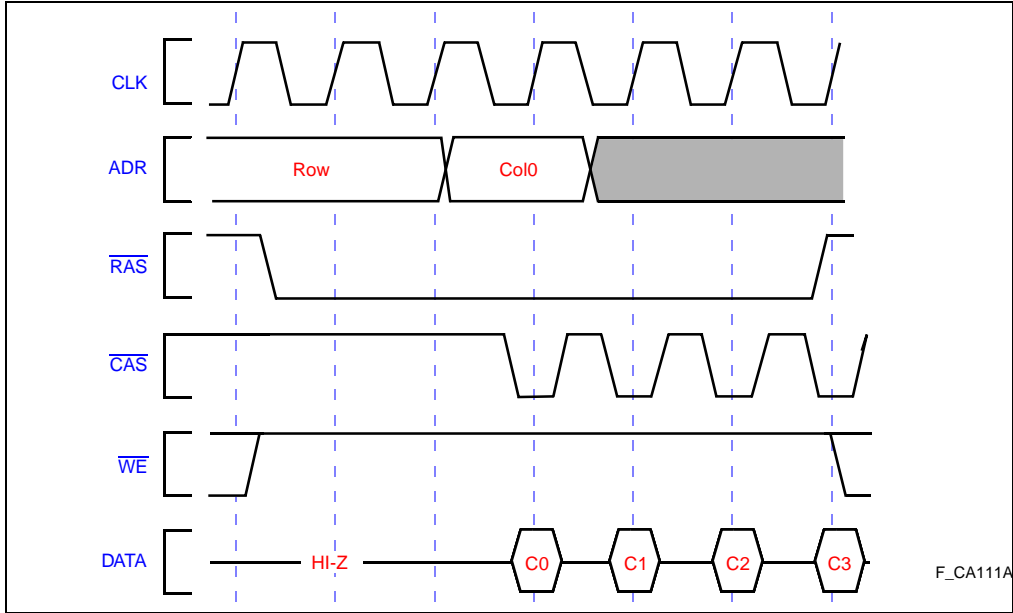 CLK
ADR
Row
Col0
RAS
CAS
WE
DATA
HI-Z
C0
C1
C2
C3
F_CA111A